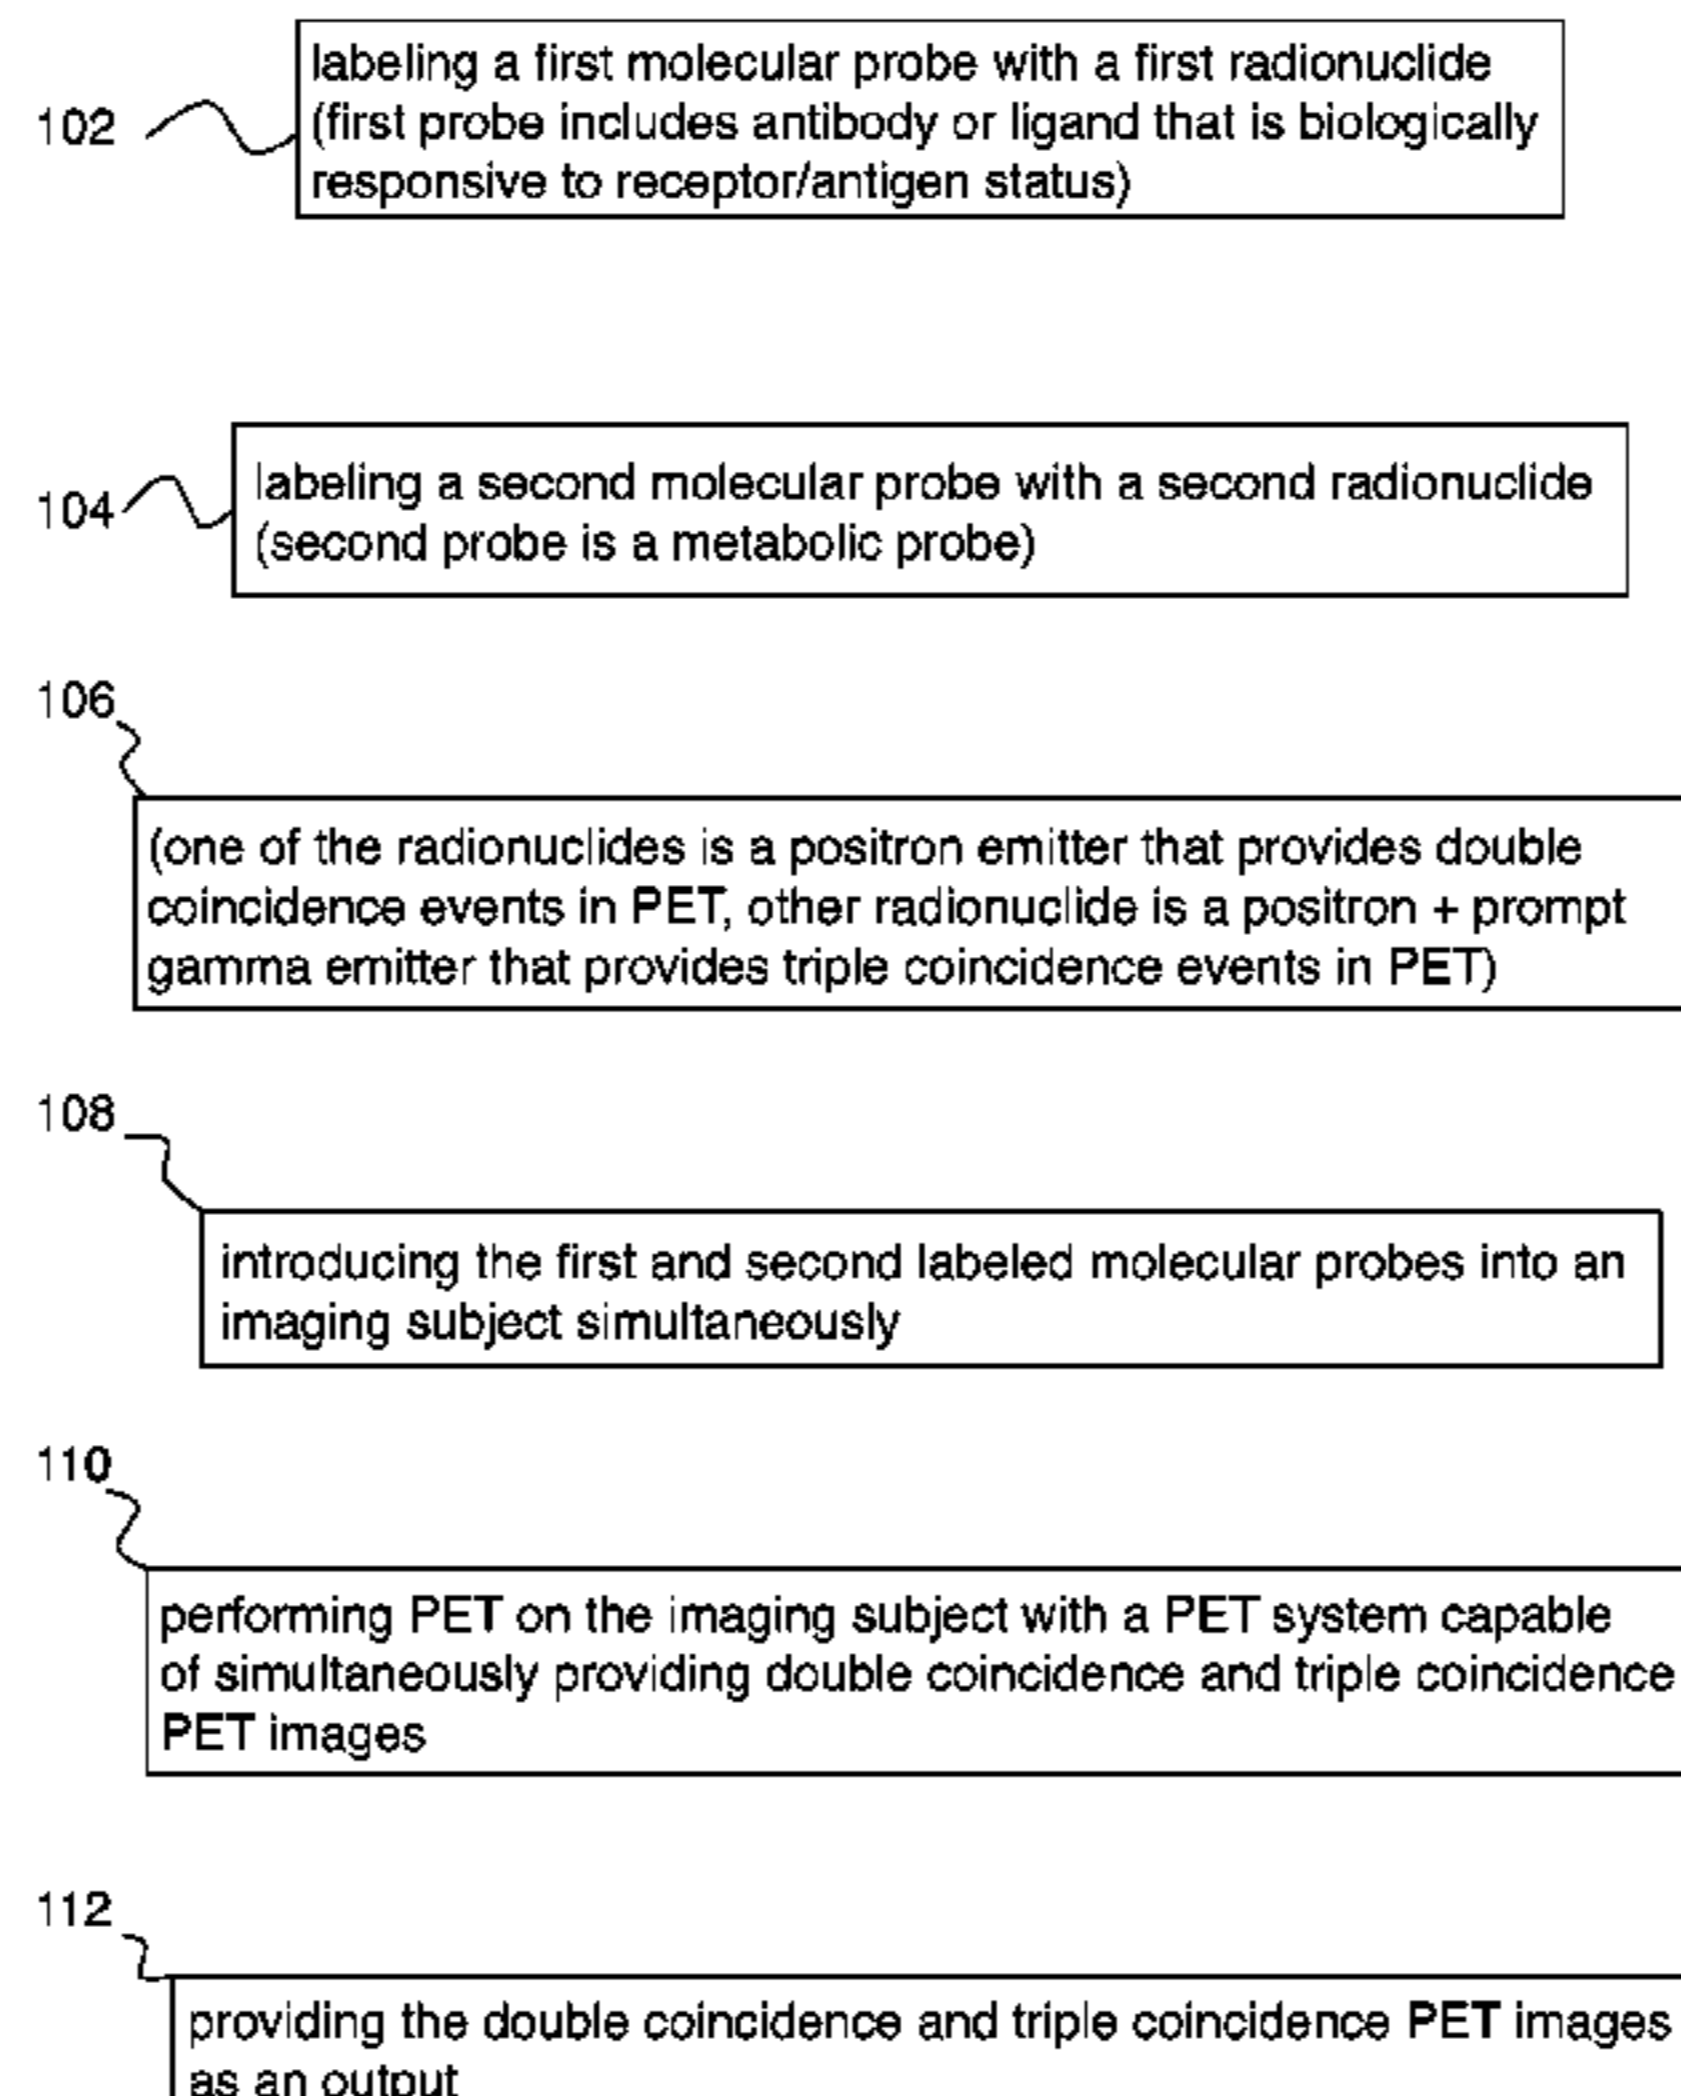 labeling a first molecular probe with a first radionuclide
102
(first probe includes antibody or ligand that is biologically
responsive to receptor/antigen status)
labeling a second molecular probe with a second radionuclide
104
(second probe is a metabolic probe)
106
(one of the radionuclides is a positron emitter that provides double
coincidence events in PET, other radionuclide is a positron + prompt
gamma emitter that provides triple coincidence events in PET)
108
introducing the first and second labeled molecular probes into an
imaging subject simultaneously
110
performing PET on the imaging subject with a PET system capable
of simultaneously providing double coincidence and triple coincidence
PET images
112
providing the double coincidence and triple coincidence PET images
as an output